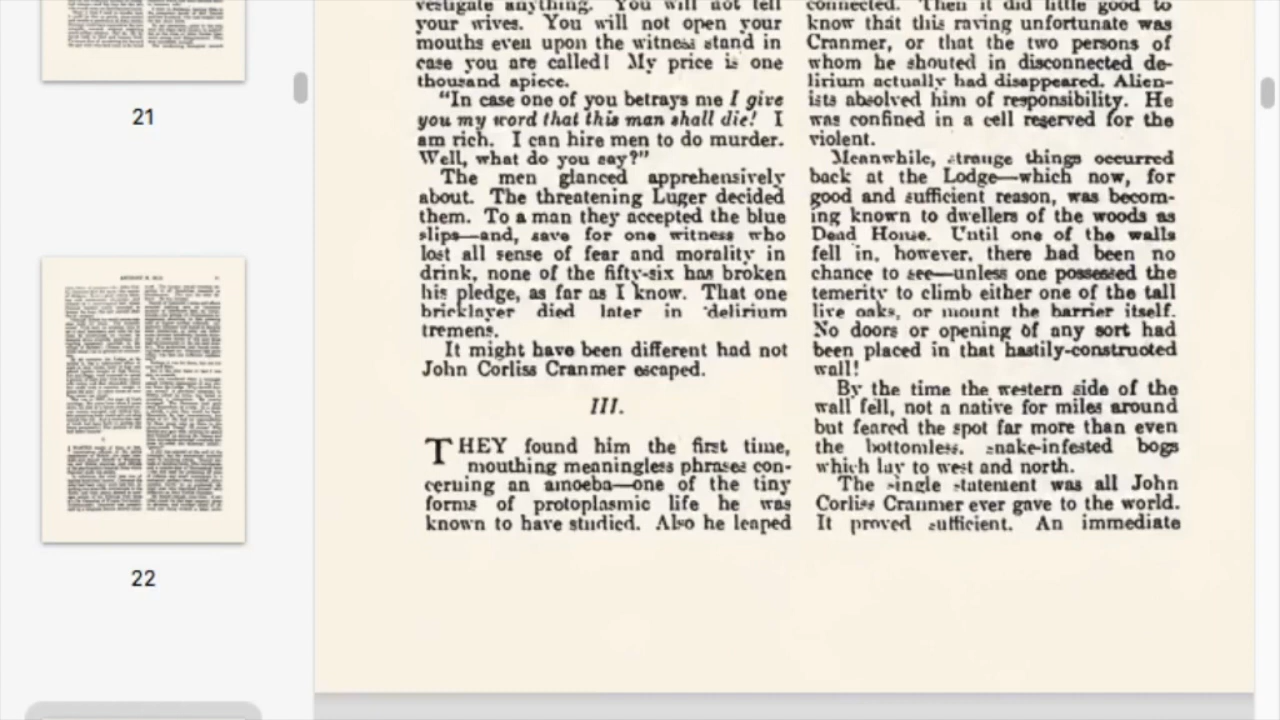 21
22
vestigate anything. You will not tell
your wives. You will not open your
mouths even upon the witness stand in
case you are called! My price is one
thousand apiece.
"In case one of you betrays me I give
you my word that this man shall die! I
am rich. I can hire men to do murder.
Well, what do you say?"
The men glanced apprehensively
about. The threatening Luger decided
them. To a man they accepted the blue
slips—and, save for one witness who
lost all sense of fear and morality in
drink, none of the fifty-six has broken
his pledge, as far as I know. That one
bricklayer died later in delirium
tremens.
It might have been different had not
John Corliss Cranmer escaped.
III.
THEY found him the first time,
mouthing meaningless phrases con-
cerning an amoeba—one of the tiny
forms of protoplasmic life he was
known to have studied. Also he leaped
connected. Then it did little good to
know that this raving unfortunate was
Cranmer, or that the two persons of
whom he shouted in disconnected de-
lirium actually had disappeared. Alien-
ists absolved him of responsibility. He
was confined in a cell reserved for the
violent.
Meanwhile, strange things occurred
back at the Lodge—which now, for
good and sufficient reason, was becom-
ing known to dwellers of the woods as
Dead House. Until one of the walls
fell in, however, there had been no
chance to see—unless one possessed the
temerity to climb either one of the tall
live oaks, or mount the barrier itself.
No doors or opening of any sort had
been placed in that hastily-constructed
wall!
By the time the western side of the
wall fell, not a native for miles around
but feared the spot far more than even
the bottomless, snake-infested bogs
which lay to west and north.
The single statement was all John
Corliss Cranmer ever gave to the world.
It proved sufficient. An immediate